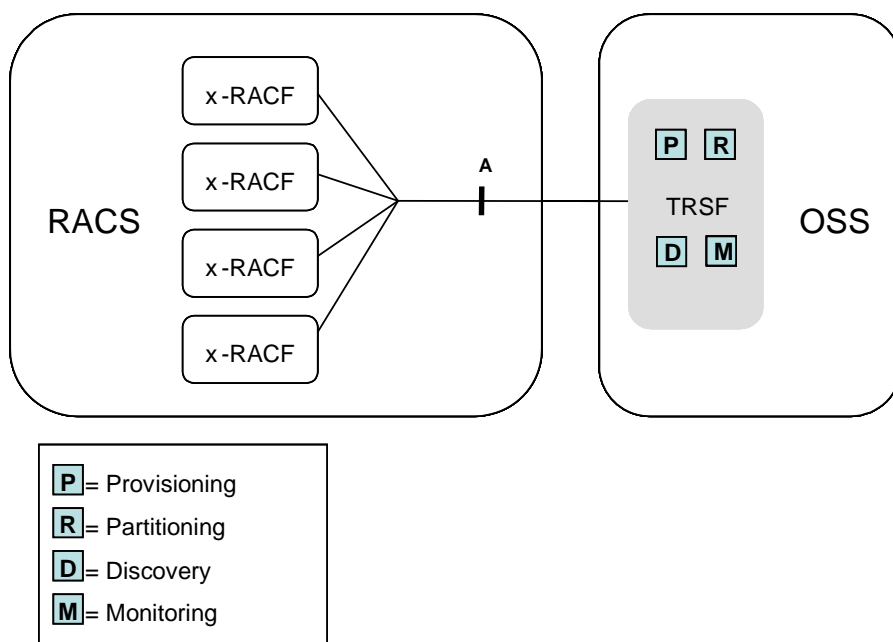 RACS
x-RACF
x-RACF
x-RACF
x-RACF
A
P R
TRSF
D M
OSS
P = Provisioning
R = Partitioning
D = Discovery
M = Monitoring